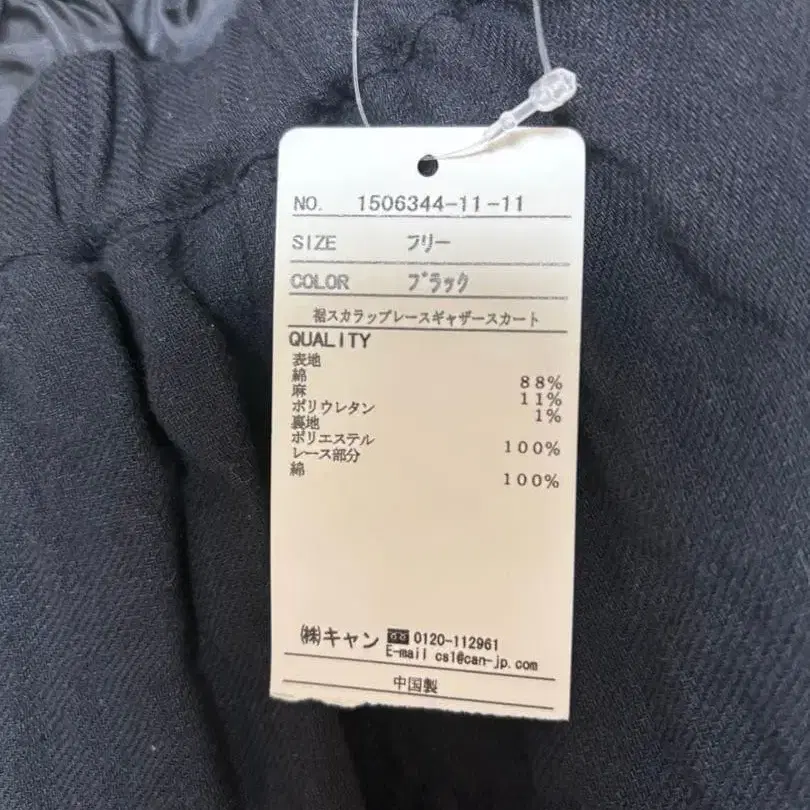 NO. 1506344-11-11
SIZE フリー
COLOR ブラック
裾スカラップレースギャザースカート
QUALITY
表地
綿 88%
麻 11%
ポリウレタン 1%
裏地
ポリエステル 100%
レース部分
綿 100%
㈱キャン 0120-112961
E-mail cs1@can-jp.com
中国製